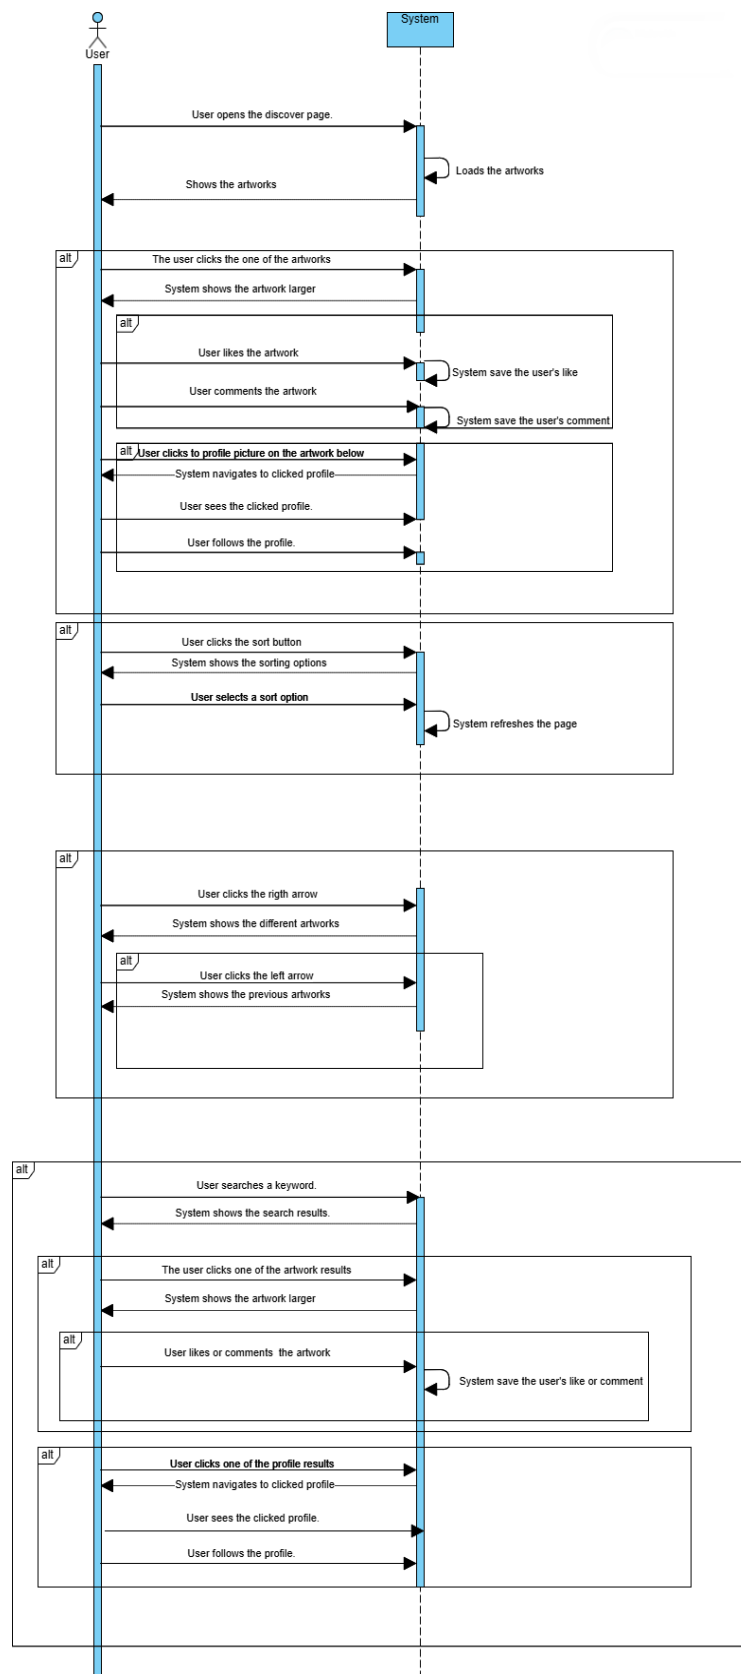 System
User
User opens the discover page.
Loads the artworks
Shows the artworks
alt
The user clicks the one of the artworks
System shows the artwork larger
alt
User likes the artwork
System save the user's like
User comments the artwork
System save the user's comment
alt
User clicks to profile picture on the artwork below
System navigates to clicked profile
User sees the clicked profile.
User follows the profile.
alt
User clicks the sort button
System shows the sorting options
User selects a sort option
System refreshes the page
alt
User clicks the rigth arrow
System shows the different artworks
alt
User clicks the left arrow
System shows the previous artworks
alt
User searches a keyword.
System shows the search results.
alt
The user clicks one of the artwork results
System shows the artwork larger
alt
User likes or comments the artwork
System save the user's like or comment
alt
User clicks one of the profile results
System navigates to clicked profile
User sees the clicked profile.
User follows the profile.